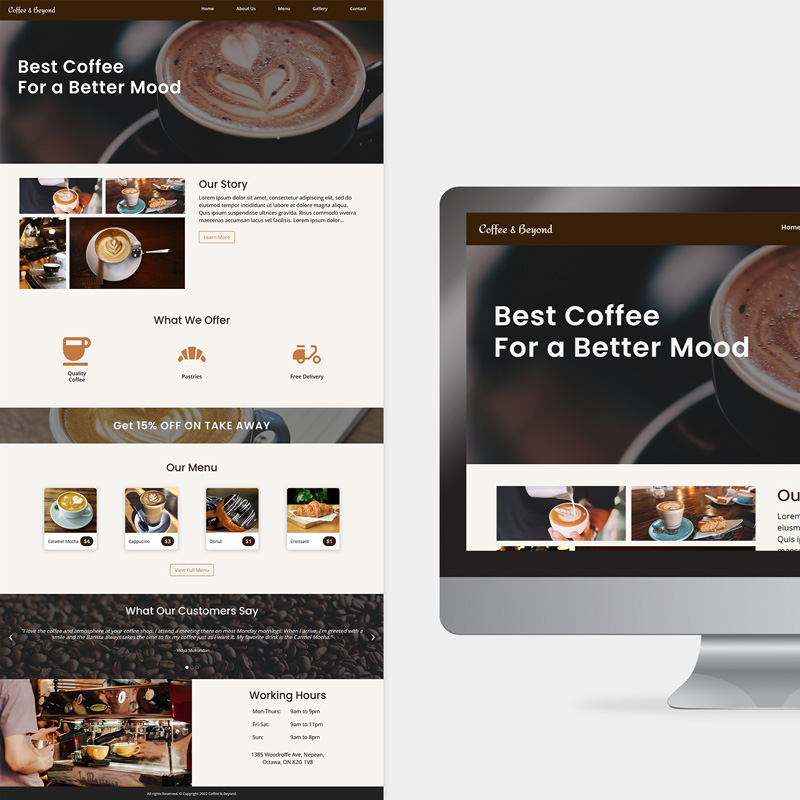 Coffee & Beyond
Home About Us Menu Gallery Contact
Best Coffee
For a Better Mood
Our Story
Lorem ipsum dolor sit amet, consectetur adipiscing elit, sed do
eiusmod tempor incididunt ut labore et dolore magna aliqua.
Quis ipsum suspendisse ultrices gravida. Risus commodo viverra
maecenas accumsan lacus vel facilisis. Lorem ipsum dolor...
Learn More
What We Offer
Quality
Coffee
Pastries
Free Delivery
Get 15% OFF ON TAKE AWAY
Our Menu
Caramel Mocha $4
Cappucino $3
Donut $1
Croissant $1
View Full Menu
What Our Customers Say
"I love the coffee and atmosphere at your coffee shop. I attend a meeting there on most Monday mornings. When I arrive, I'm greeted with a
smile and the Barista always takes the time to fix my coffee just as I want it. My favorite drink is the Carmel Mocha."
- Vidya Mukundan
Working Hours
Mon-Thurs: 9am to 9pm
Fri-Sat: 9am to 11pm
Sun: 9am to 8pm
1385 Woodroffe Ave, Nepean,
Ottawa, ON K2G 1V8
All rights Reserved. © Copyright 2022 Coffee & Beyond.
Coffee & Beyond
Home
Best Coffee
For a Better Mood
Ou
Lorem
eiusm
Quis ip